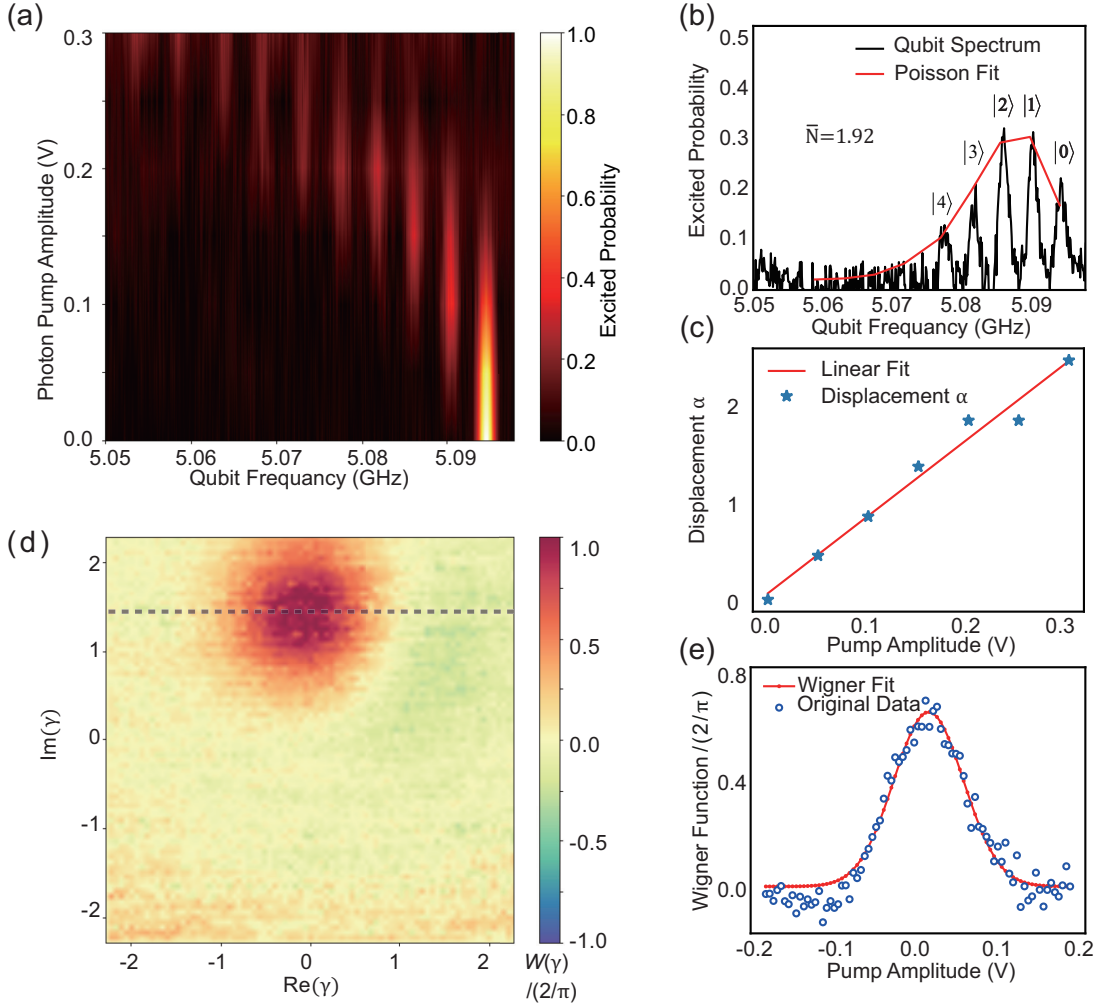 (a)
0.3
0.2
0.1
0.0
Photon Pump Amplitude (V)
5.05
5.06
5.07
5.08
5.09
Qubit Frequancy (GHz)
1.0
0.8
0.6
0.4
0.2
0.0
Excited Probability
(b)
0.5
0.4
0.3
0.2
0.1
0.0
Excited Probability
Qubit Spectrum
Poisson Fit
N̅=1.92
|4⟩
|3⟩
|2⟩
|1⟩
|0⟩
5.05
5.06
5.07
5.08
5.09
Qubit Frequancy (GHz)
(c)
Linear Fit
Displacement α
2
1
0
Displacement α
0.0
0.1
0.2
0.3
Pump Amplitude (V)
(d)
2
1
0
-1
-2
Im(γ)
-2
-1
0
1
2
Re(γ)
1.0
0.5
0.0
-0.5
-1.0
W(γ)
/(2/π)
(e)
0.8
0.4
0.0
Wigner Function /(2/π)
Wigner Fit
Original Data
-0.2
-0.1
0.0
0.1
0.2
Pump Amplitude (V)